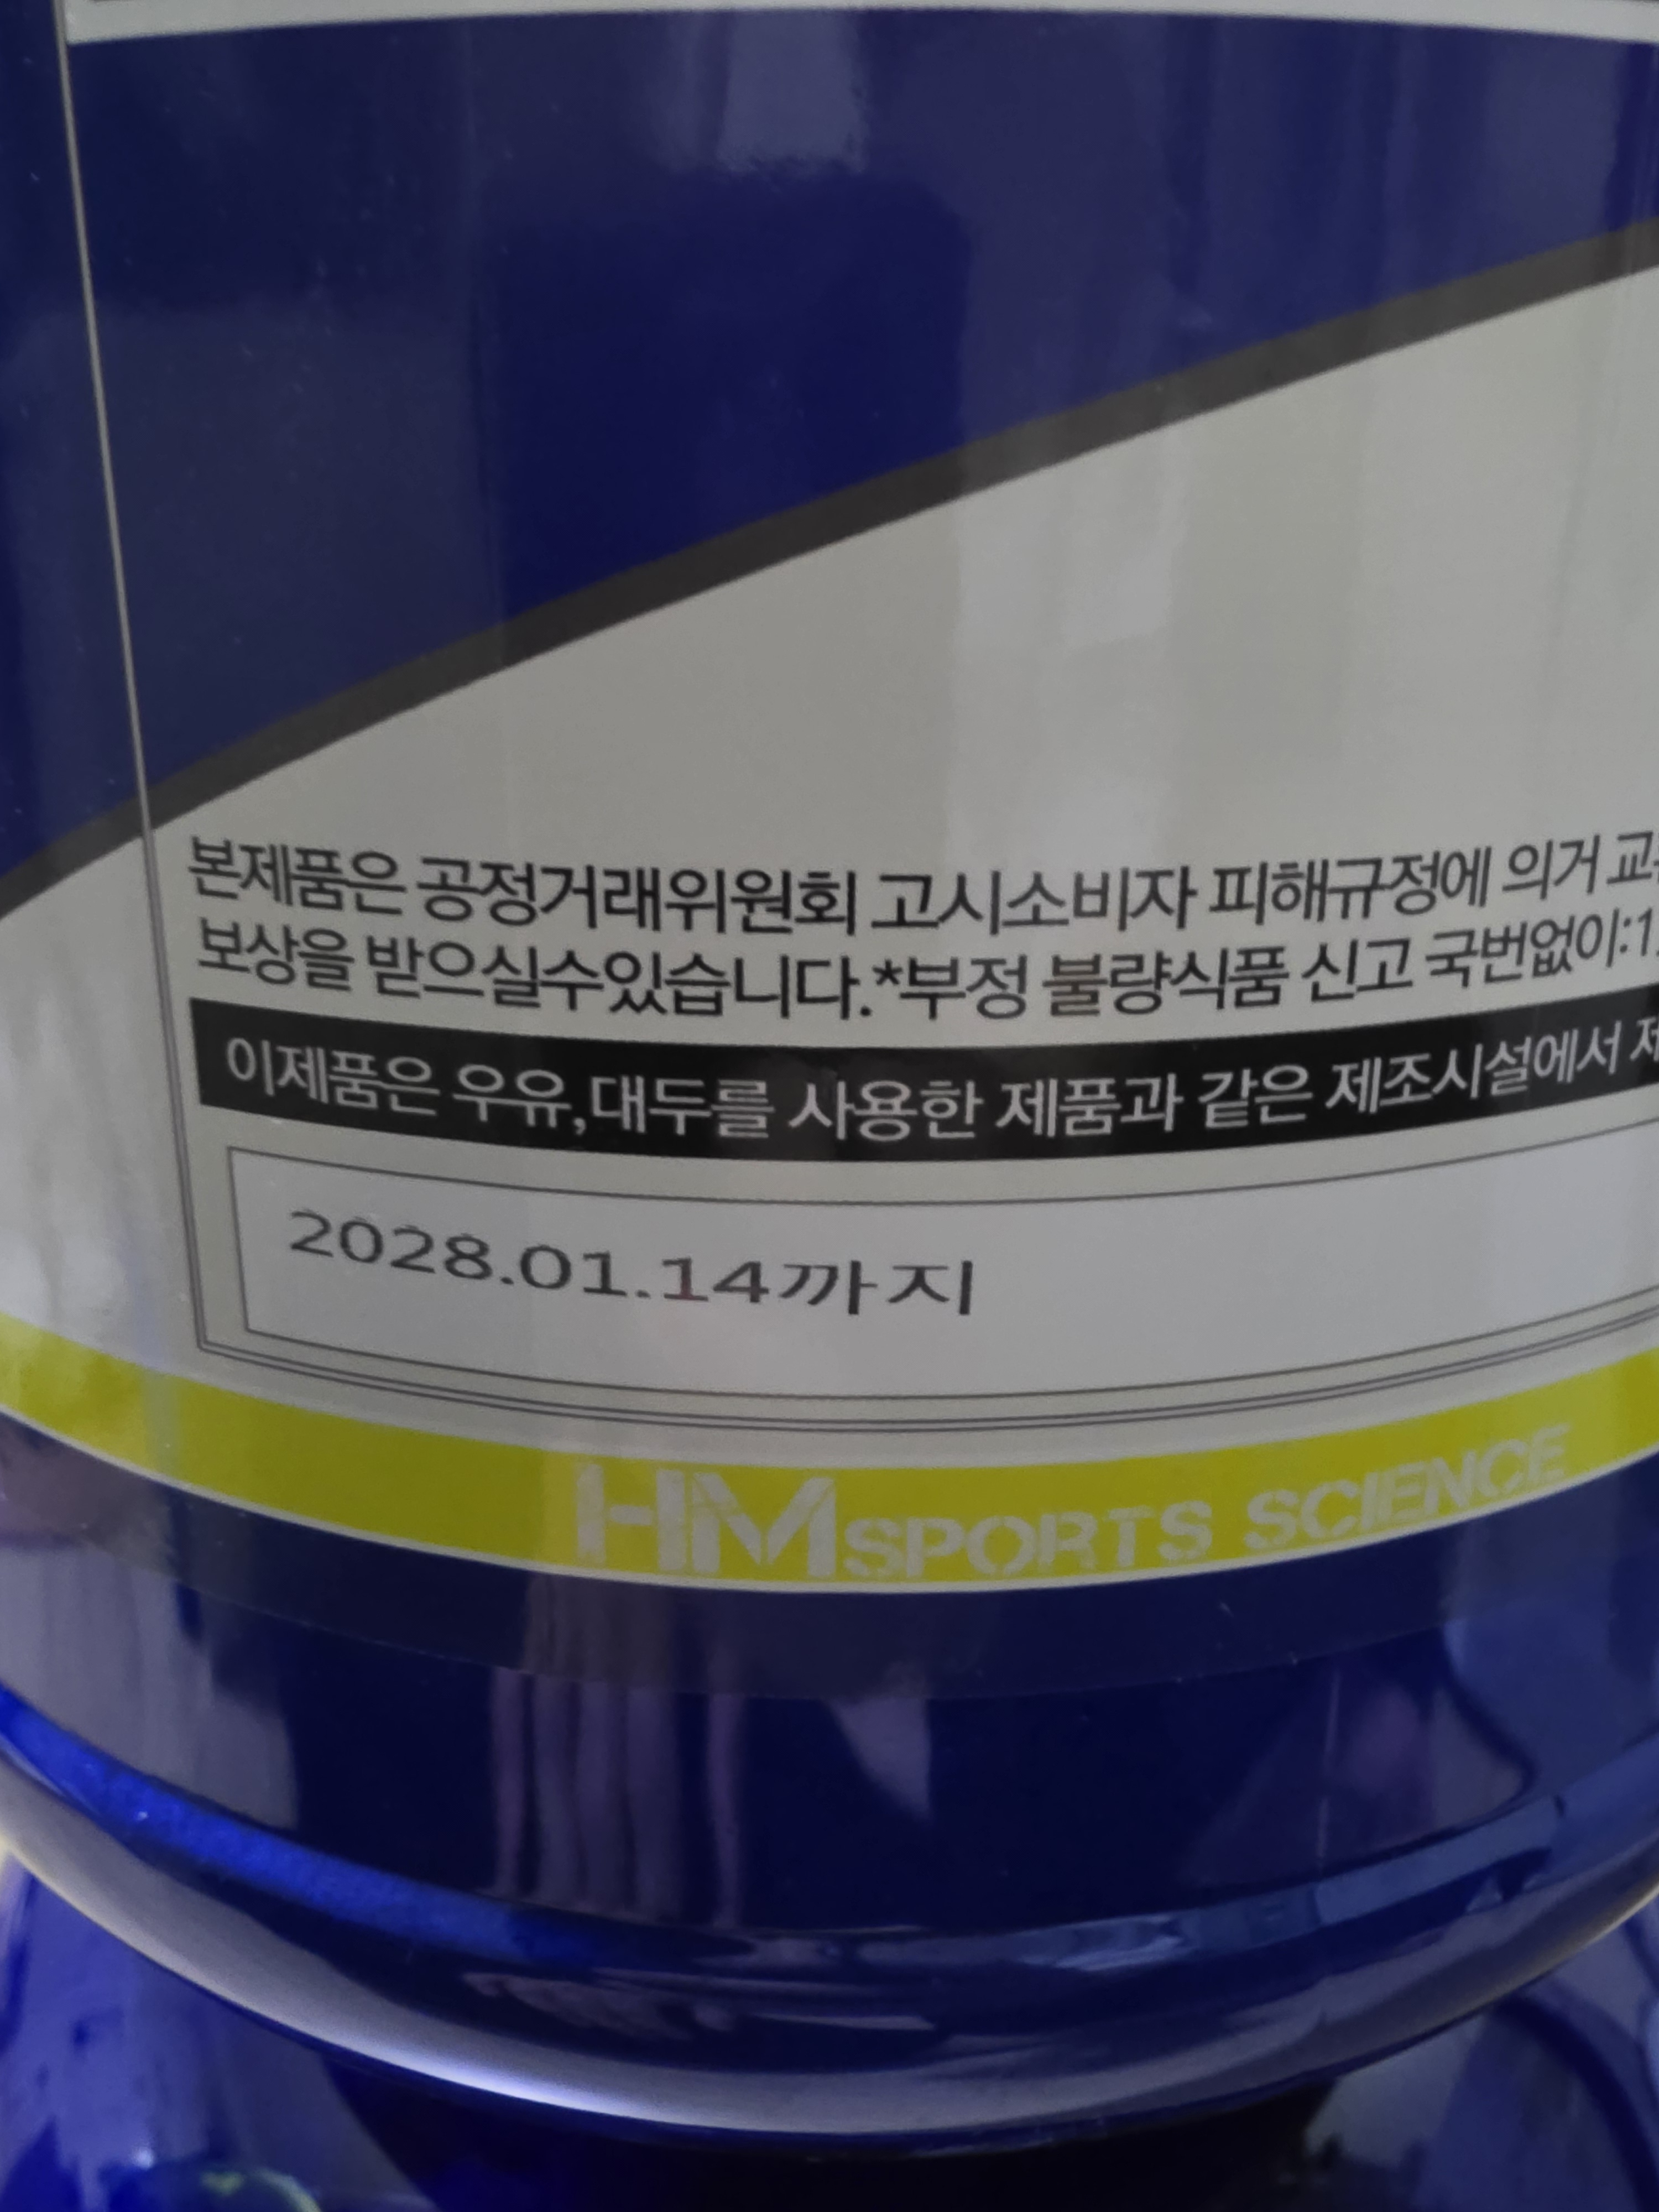 본제품은 공정거래위원회 고시소비자 피해규정에 의거
보상을 받으실수있습니다.*부정 불량식품 신고 국번없이:1
이제품은 우유,대두를 사용한 제품과 같은 제조시설에서
2028.01.14까지
HM SPORTS SCIENCE